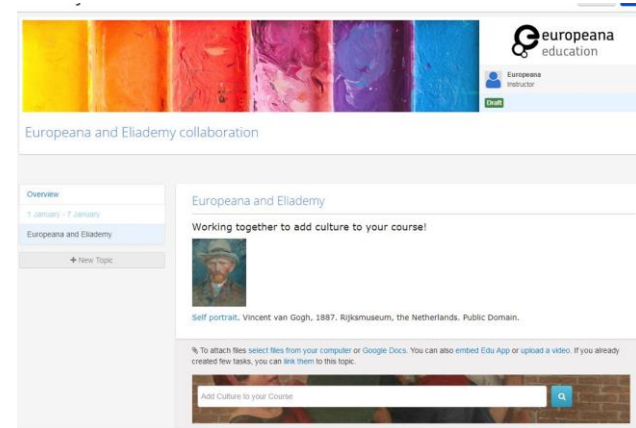 europeana
education
Europeana
Instructor
Draft
Europeana and Eliademy collaboration
Overview
1 January - 7 January
Europeana and Eliademy
+ New Topic
Europeana and Eliademy
Working together to add culture to your course!
Self portrait. Vincent van Gogh, 1887. Rijksmuseum, the Netherlands. Public Domain.
To attach files select files from your computer or Google Docs. You can also embed Edu App or upload a video. If you already
created few tasks, you can link them to this topic.
Add Culture to your Course